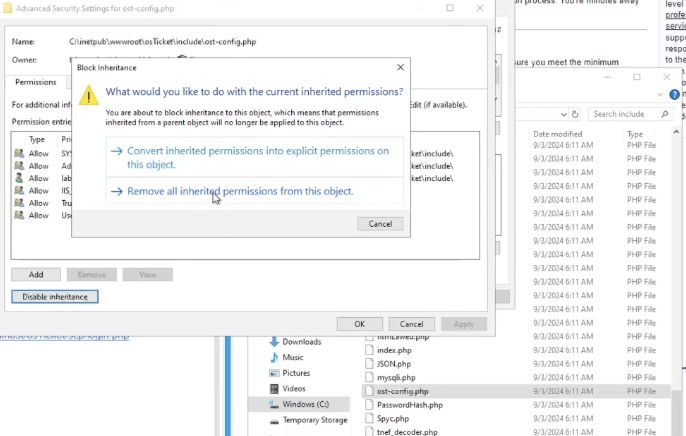 Advanced Security Settings for ost-config.php
on process. You're minutes away
level
profe
servic
suppo
respo
to the
Name: C:\inetpub\wwwroot\osTicket\include\ost-config.php
Owner:
sure you meet the minimum
Block Inheritance
Permissions
What would you like to do with the current inherited permissions?
For additional inf
Edit (if available).
You are about to block inheritance to this object, which means that permissions
inherited from a parent object will no longer be applied to this object.
Search include
Permission entrie
Type
Date modified Type
Convert inherited permissions into explicit permissions on
this object.
Allow SYS
Allow Ad
Allow lab
Allow IIS_
Allow Tru
Allow Use
ket\include\
ket\include\
ket\include\
Remove all inherited permissions from this object.
Cancel
9/3/2024 6:11 AM PHP File
9/3/2024 6:11 AM PHP File
9/3/2024 6:11 AM PHP File
9/3/2024 6:11 AM PHP File
9/3/2024 6:11 AM PHP File
9/3/2024 6:11 AM PHP File
9/3/2024 6:11 AM PHP File
9/3/2024 6:11 AM PHP File
9/3/2024 6:11 AM PHP File
9/3/2024 6:11 AM PHP File
9/3/2024 6:11 AM PHP File
9/3/2024 6:11 AM PHP File
9/3/2024 6:11 AM PHP File
9/3/2024 6:11 AM PHP File
Add Remove View
Disable inheritance
OK Cancel Apply
Downloads
Music
Pictures
Videos
Windows (C:)
Temporary Storage
htmLawed.php 9/3/2024 6:11 AM PHP File
index.php 9/3/2024 6:11 AM PHP File
JSON.php 9/3/2024 6:11 AM PHP File
mysqli.php 9/3/2024 6:11 AM PHP File
ost-config.php 9/3/2024 6:11 AM PHP File
PasswordHash.php 9/3/2024 6:11 AM PHP File
Spyc.php 9/3/2024 6:11 AM PHP File
tnef_decoder.php 9/3/2024 6:11 AM PHP File